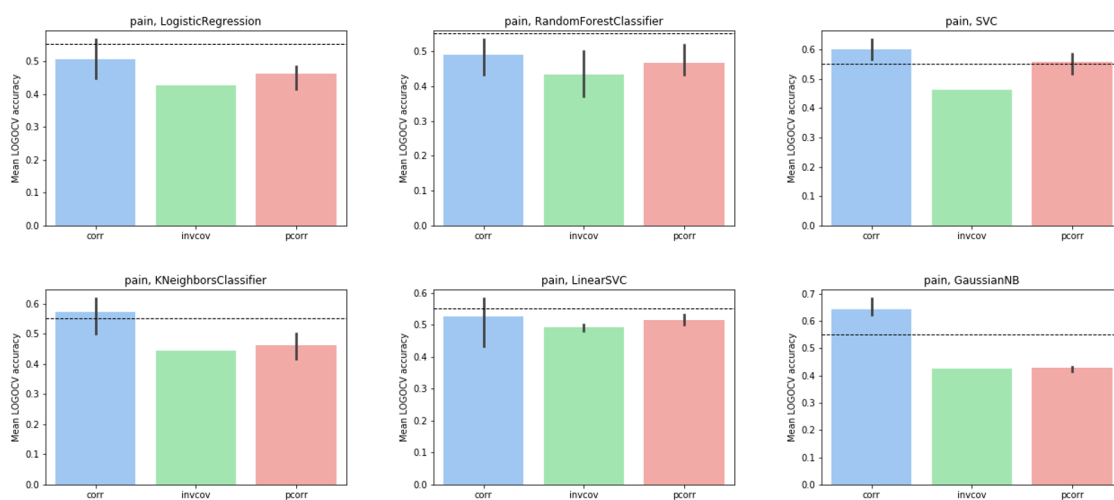 pain, LogisticRegression
Mean LOGOCV accuracy
0.5
0.4
0.3
0.2
0.1
0.0
corr invcov pcorr
pain, RandomForestClassifier
Mean LOGOCV accuracy
0.5
0.4
0.3
0.2
0.1
0.0
corr invcov pcorr
pain, SVC
Mean LOGOCV accuracy
0.6
0.5
0.4
0.3
0.2
0.1
0.0
corr invcov pcorr
pain, KNeighborsClassifier
Mean LOGOCV accuracy
0.6
0.5
0.4
0.3
0.2
0.1
0.0
corr invcov pcorr
pain, LinearSVC
Mean LOGOCV accuracy
0.6
0.5
0.4
0.3
0.2
0.1
0.0
corr invcov pcorr
pain, GaussianNB
Mean LOGOCV accuracy
0.7
0.6
0.5
0.4
0.3
0.2
0.1
0.0
corr invcov pcorr